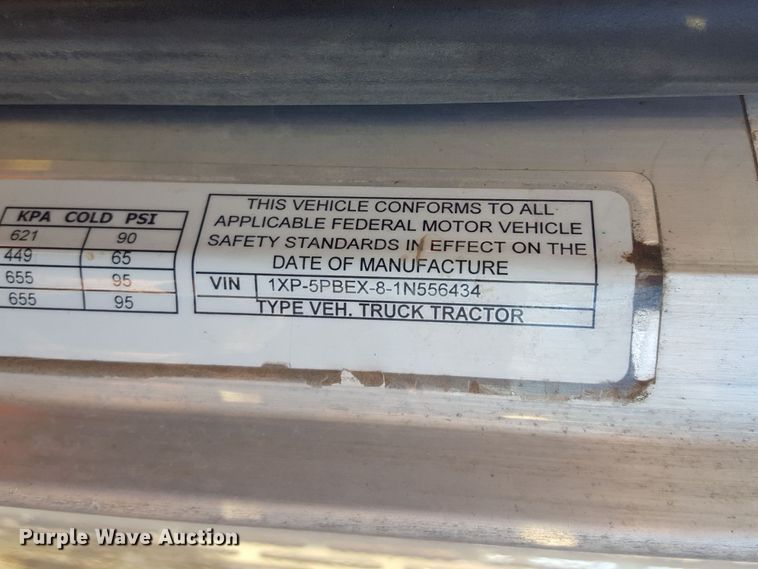 KPA COLD PSI
621 90
449 65
655 95
655 95
THIS VEHICLE CONFORMS TO ALL
APPLICABLE FEDERAL MOTOR VEHICLE
SAFETY STANDARDS IN EFFECT ON THE
DATE OF MANUFACTURE
VIN 1XP-5PBEX-8-1N556434
TYPE VEH. TRUCK TRACTOR
Purple Wave Auction